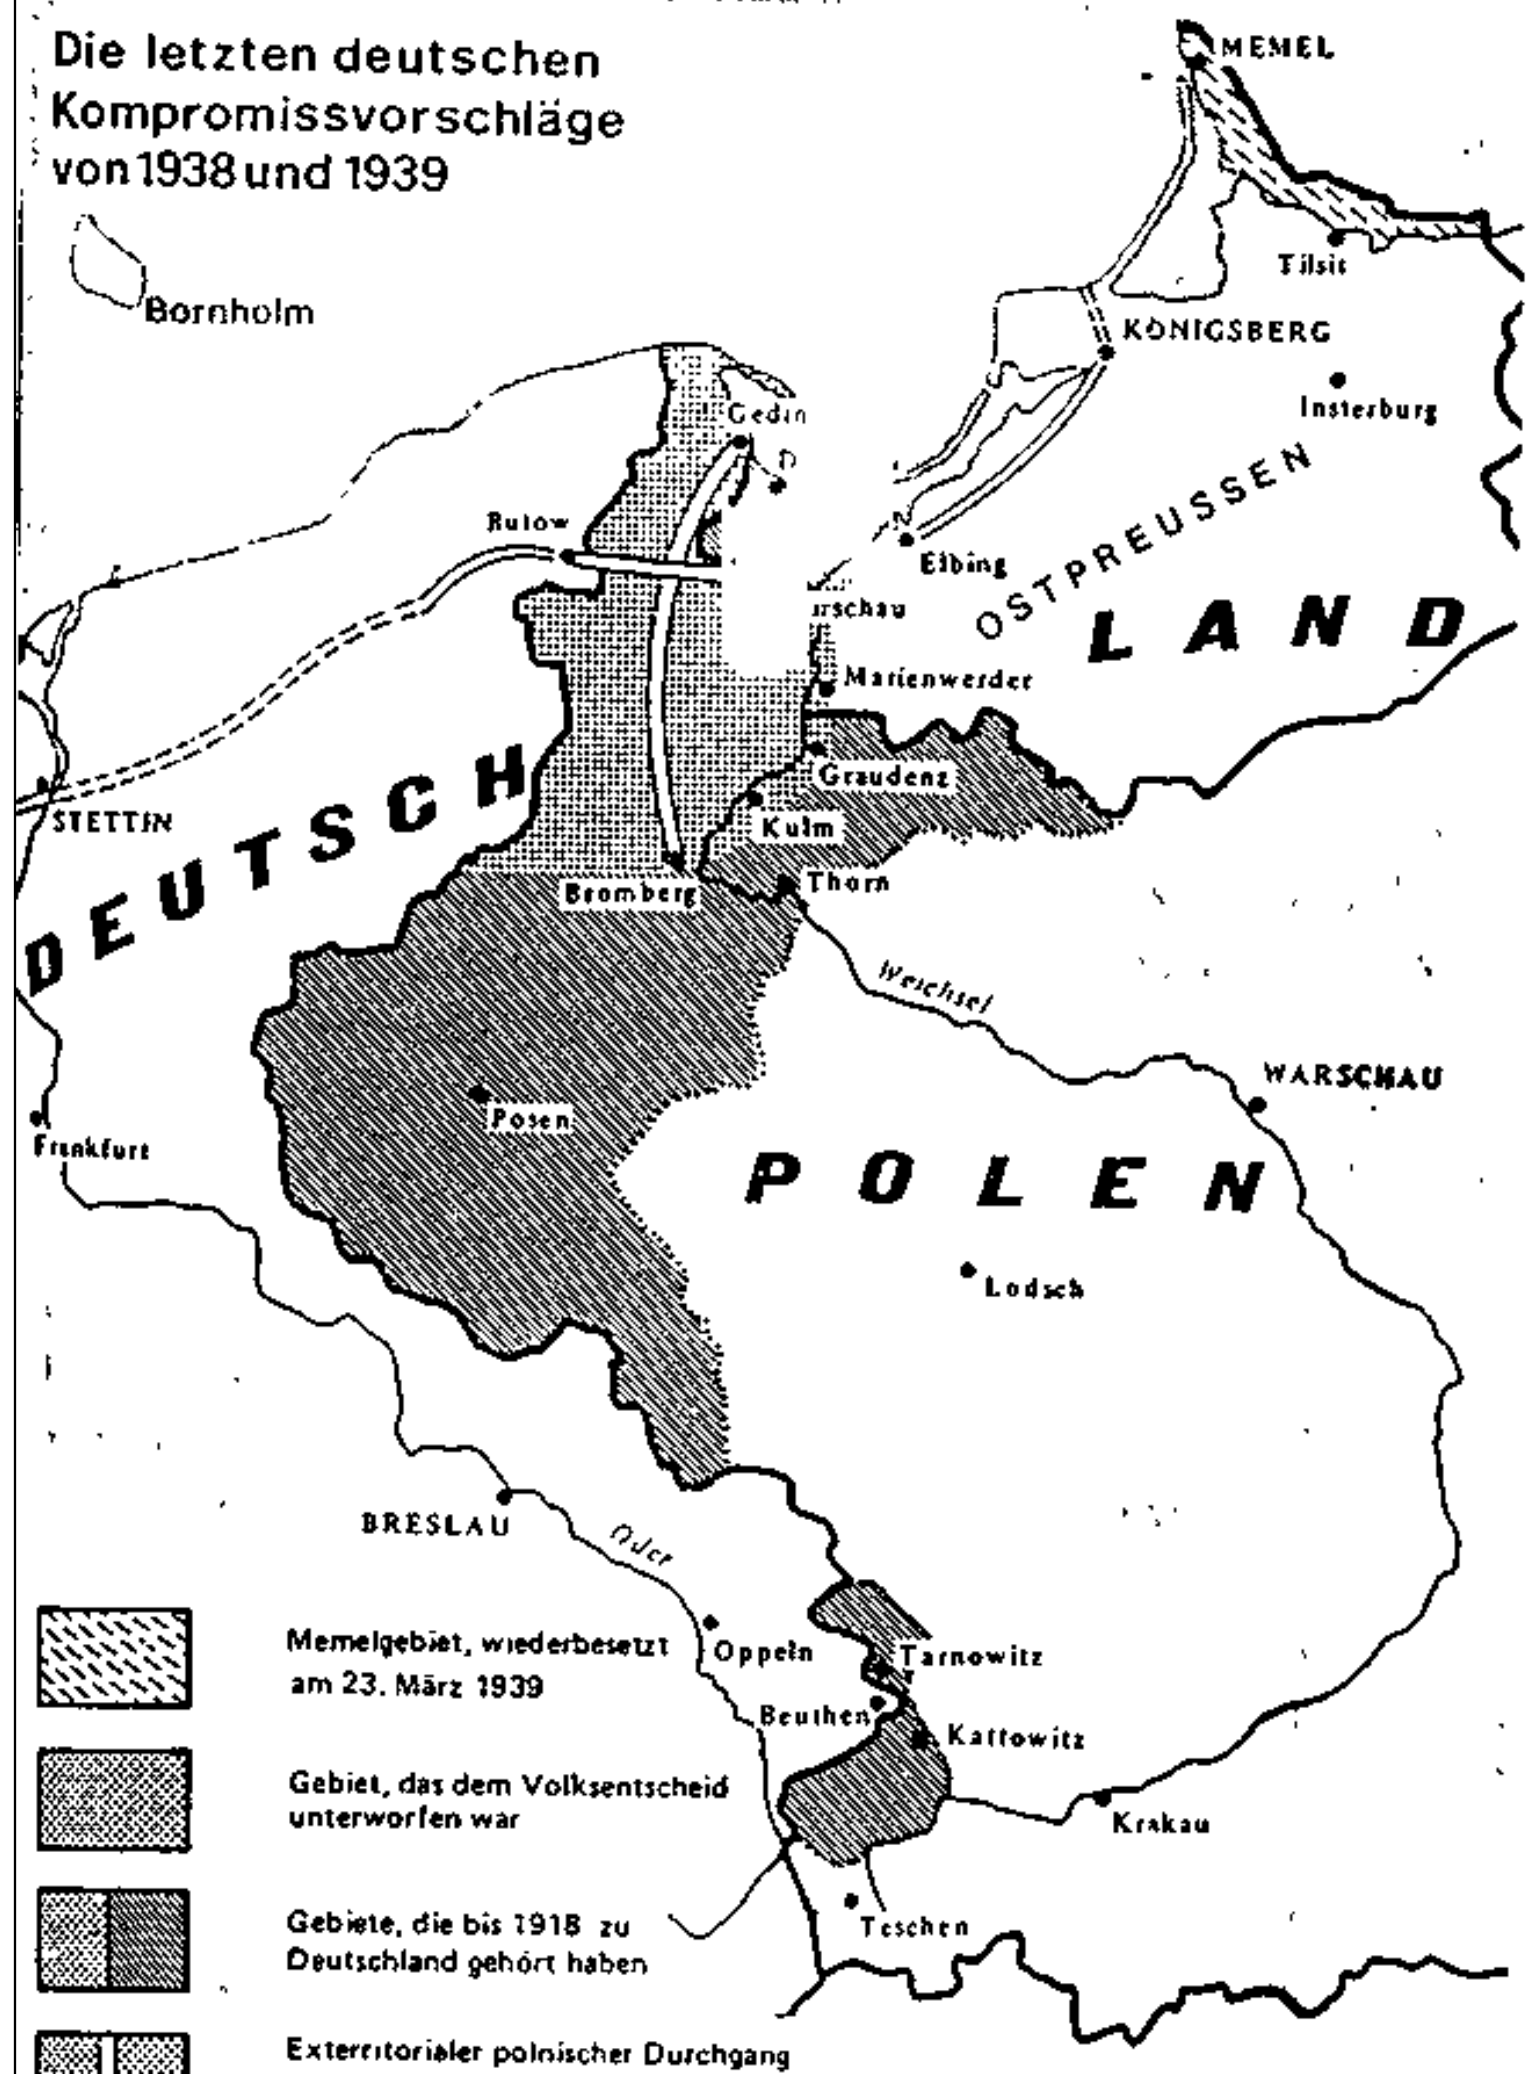 Die letzten deutschen
Kompromissvorschläge
von 1938 und 1939
MEMEL
Tilsit
Bornholm
KÖNIGSBERG
Insterburg
Gedin
OSTPREUSSEN
Elbing
Marienwerder
DEUTSCH LAND
STETTIN
Graudenz
Kulm
Thorn
Bromberg
Weichsel
WARSCHAU
Posen
Frankfurt
POLEN
Lodsch
BRESLAU
Oder
Oppeln
Tarnowitz
Beuthen
Kattowitz
Krakau
Teschen
Memelgebiet, wiederbesetzt
am 23. März 1939
Gebiet, das dem Volksentscheid
unterworfen war
Gebiete, die bis 1918 zu
Deutschland gehört haben
Exterritorialer polnischer Durchgang